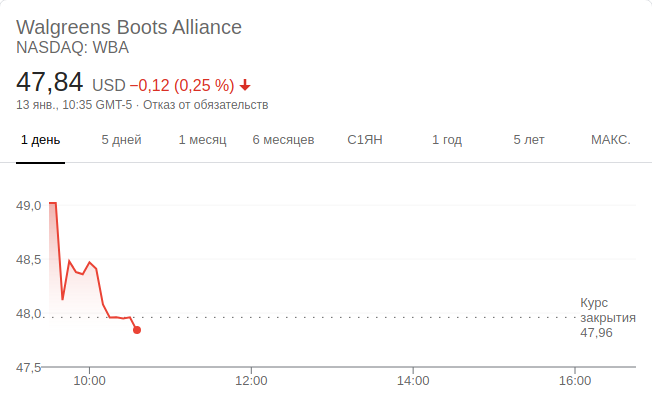 Walgreens Boots Alliance
NASDAQ: WBA
47,84 USD −0,12 (0,25 %)
13 янв., 10:35 GMT-5 · Отказ от обязательств
1 день 5 дней 1 месяц 6 месяцев С1ЯН 1 год 5 лет МАКС.
49,0
48,5
48,0
47,5
Курс
закрытия
47,96
10:00 12:00 14:00 16:00